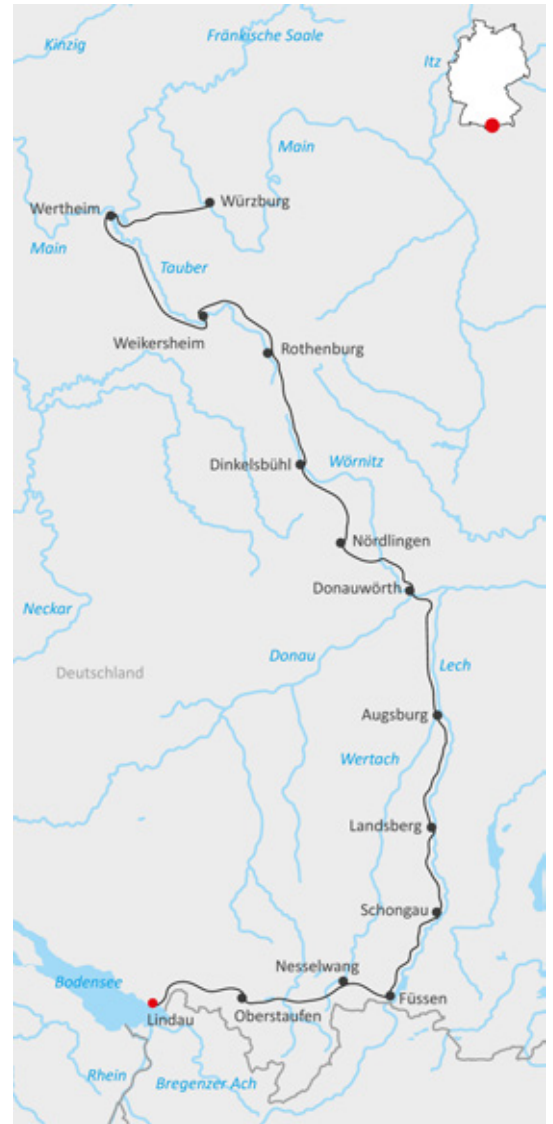 Kinzig
Fränkische Saale
Itz
Main
Wertheim
Würzburg
Main
Tauber
Weikersheim
Rothenburg
Dinkelsbühl
Wörnitz
Nördlingen
Donauwörth
Neckar
Donau
Deutschland
Lech
Augsburg
Wertach
Landsberg
Schongau
Nesselwang
Bodensee
Füssen
Lindau
Oberstaufen
Rhein
Bregenzer Ach